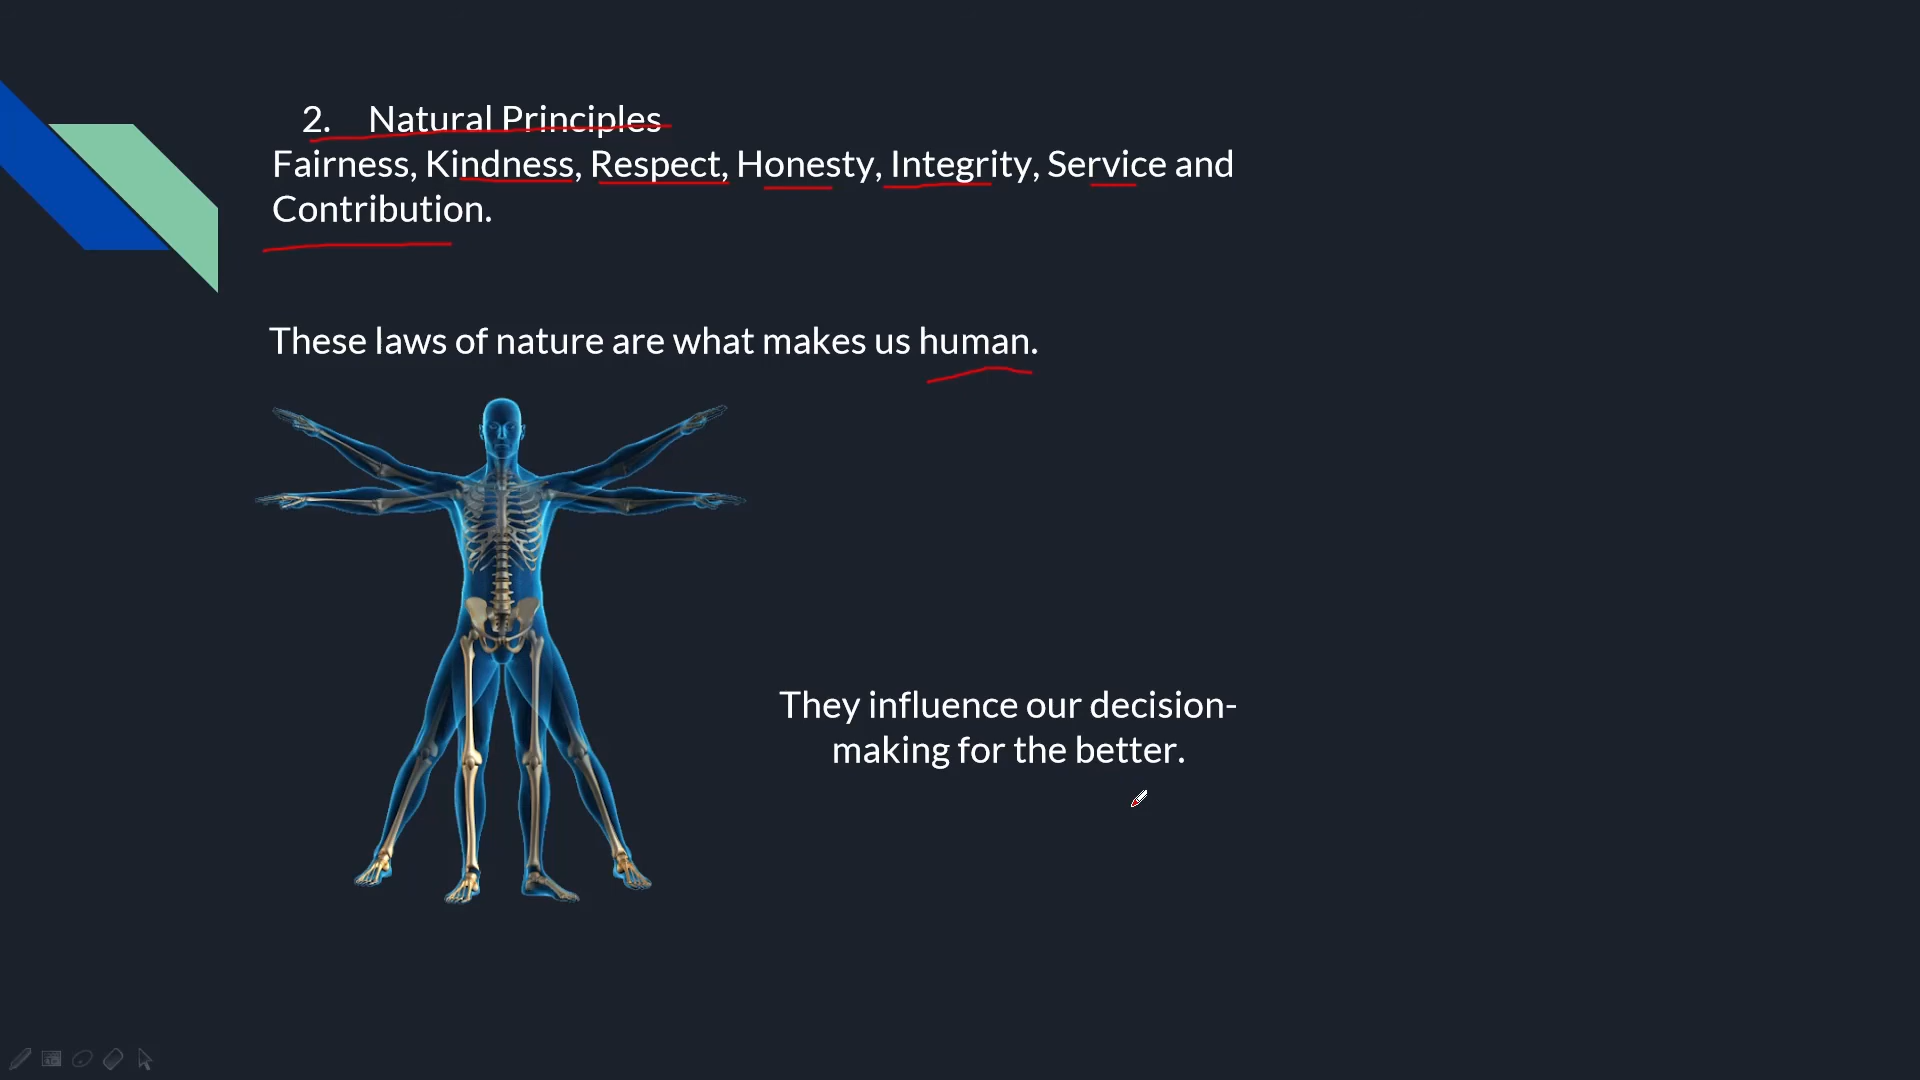 2. Natural Principles
Fairness, Kindness, Respect, Honesty, Integrity, Service and
Contribution.
These laws of nature are what makes us human.
They influence our decision-
making for the better.